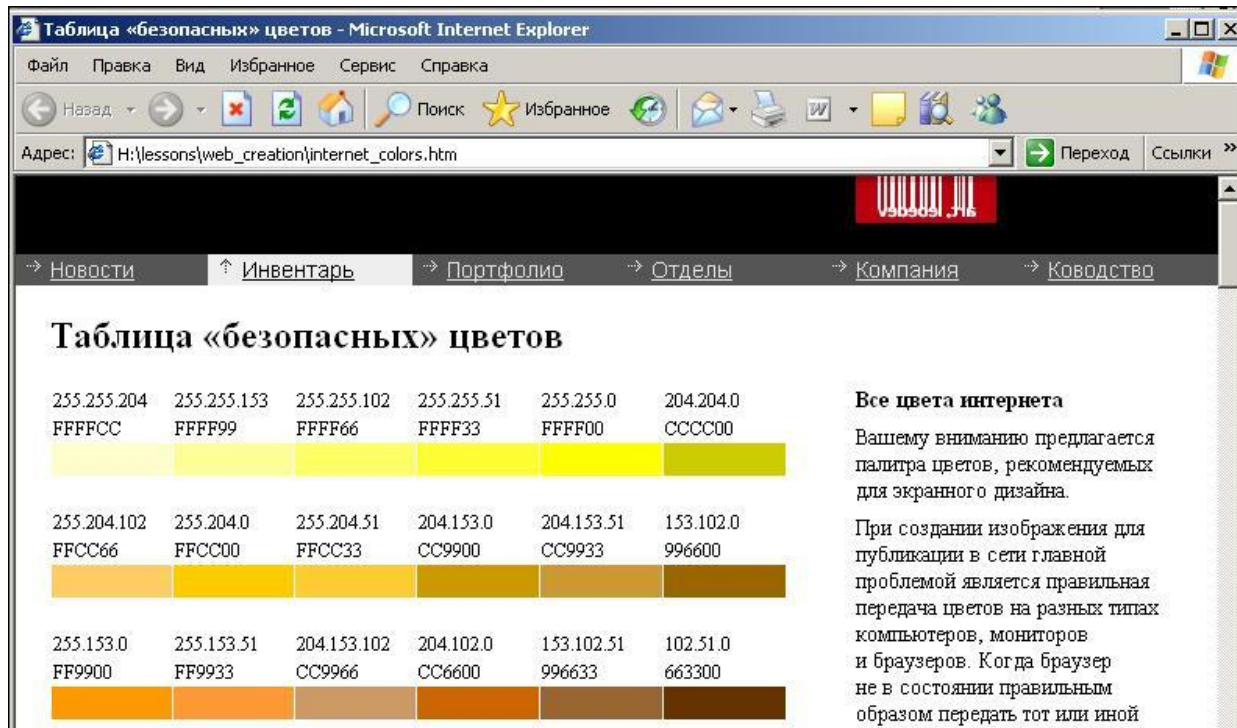 Таблица «безопасных» цветов - Microsoft Internet Explorer
Файл Правка Вид Избранное Сервис Справка
Назад Поиск Избранное
Адрес: H:\lessons\web_creation\internet_colors.htm Переход Ссылки »
art. lebedev
Новости Инвентарь Портфолио Отделы Компания Ководство
Таблица «безопасных» цветов
255.255.204 255.255.153 255.255.102 255.255.51 255.255.0 204.204.0
FFFFCC FFFF99 FFFF66 FFFF33 FFFF00 CCCC00
255.204.102 255.204.0 255.204.51 204.153.0 204.153.51 153.102.0
FFCC66 FFCC00 FFCC33 CC9900 CC9933 996600
255.153.0 255.153.51 204.153.102 204.102.0 153.102.51 102.51.0
FF9900 FF9933 CC9966 CC6600 996633 663300
Все цвета интернета
Вашему вниманию предлагается
палитра цветов, рекомендуемых
для экранного дизайна.
При создании изображения для
публикации в сети главной
проблемой является правильная
передача цветов на разных типах
компьютеров, мониторов
и браузеров. Когда браузер
не в состоянии правильным
образом передать тот или иной